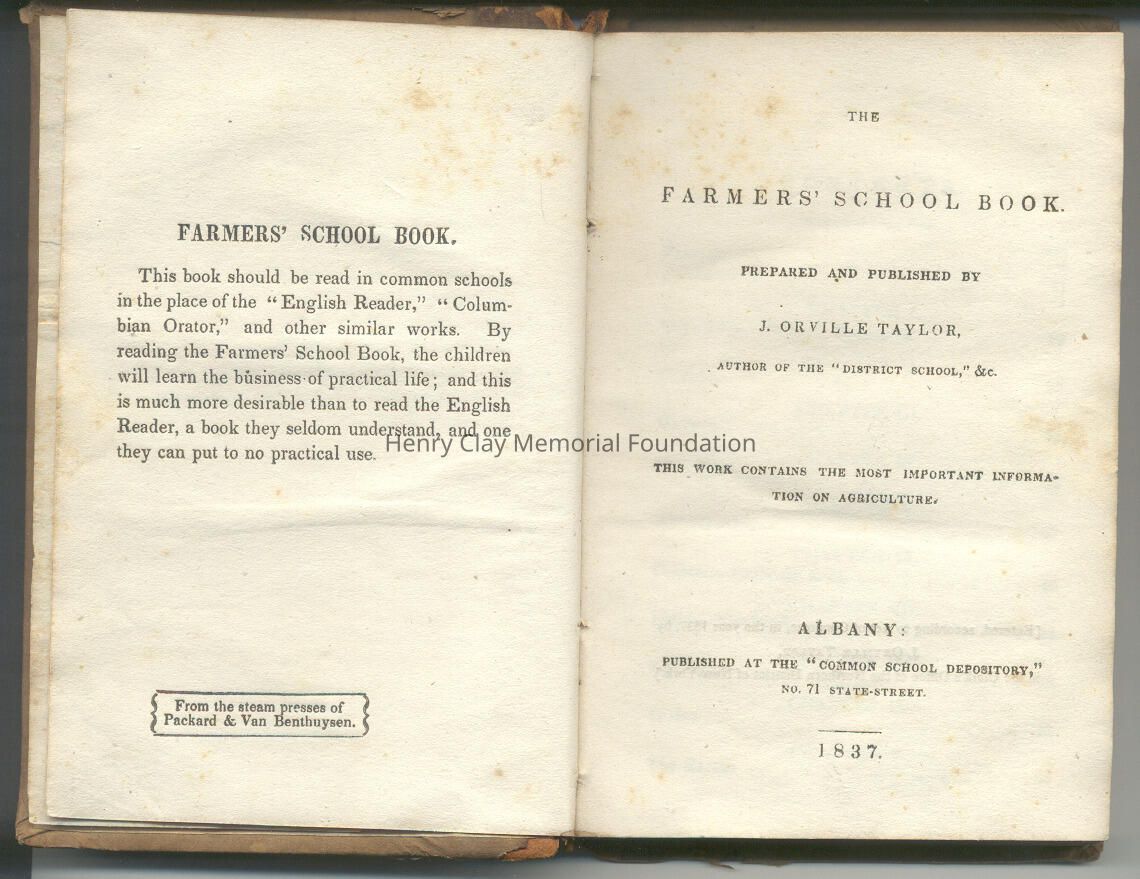 FARMERS' SCHOOL BOOK.
This book should be read in common schools
in the place of the "English Reader," "Colum-
bian Orator," and other similar works. By
reading the Farmers' School Book, the children
will learn the business of practical life; and this
is much more desirable than to read the English
Reader, a book they seldom understand, and one
they can put to no practical use.
From the steam presses of
Packard & Van Benthuysen.
THE
FARMERS' SCHOOL BOOK.
PREPARED AND PUBLISHED BY
J. ORVILLE TAYLOR,
AUTHOR OF THE "DISTRICT SCHOOL," &c.
Henry Clay Memorial Foundation
THIS WORK CONTAINS THE MOST IMPORTANT INFORMA-
TION ON AGRICULTURE.
ALBANY:
PUBLISHED AT THE "COMMON SCHOOL DEPOSITORY,"
NO. 71 STATE-STREET.
1837.